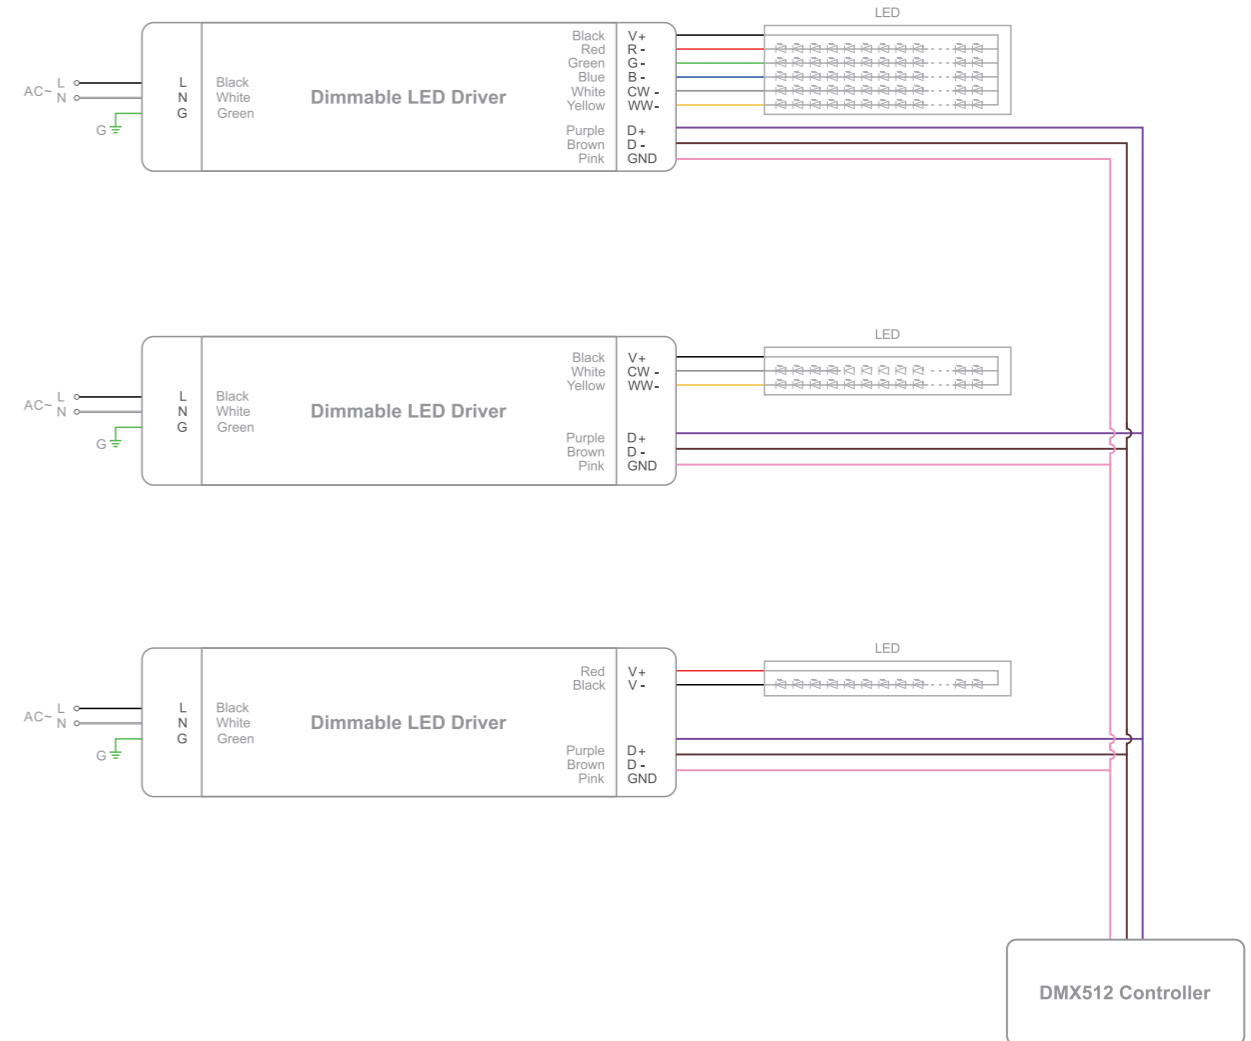 LED
Black V+
Red R -
Green G -
Blue B -
White CW -
Yellow WW-
Purple D+
Brown D -
Pink GND
AC~ L
N
G
L Black
N White
G Green
Dimmable LED Driver
LED
Black V+
White CW -
Yellow WW-
Purple D+
Brown D -
Pink GND
AC~ L
N
G
L Black
N White
G Green
Dimmable LED Driver
LED
Red V+
Black V -
Purple D+
Brown D -
Pink GND
AC~ L
N
G
L Black
N White
G Green
Dimmable LED Driver
DMX512 Controller